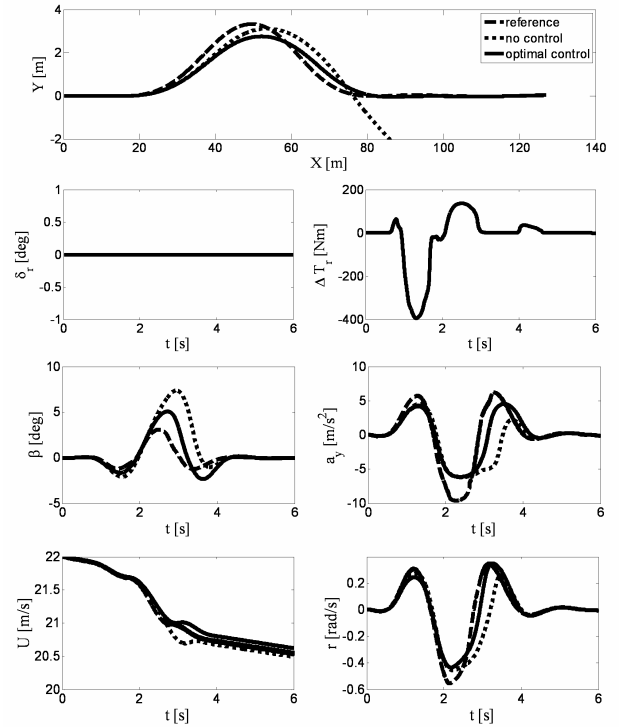 4
2
0
-2
Y [m]
0 20 40 60 80 100 120 140
X [m]
reference
no control
optimal control
1
0.5
0
-0.5
-1
δr [deg]
0 2 4 6
t [s]
200
0
-200
-400
Δ Tr [Nm]
0 2 4 6
t [s]
10
5
0
-5
β [deg]
0 2 4 6
t [s]
10
5
0
-5
-10
ay [m/s2]
0 2 4 6
t [s]
22
21.5
21
20.5
20
U [m/s]
0 2 4 6
t [s]
0.2
0
-0.2
-0.4
-0.6
r [rad/s]
0 2 4 6
t [s]